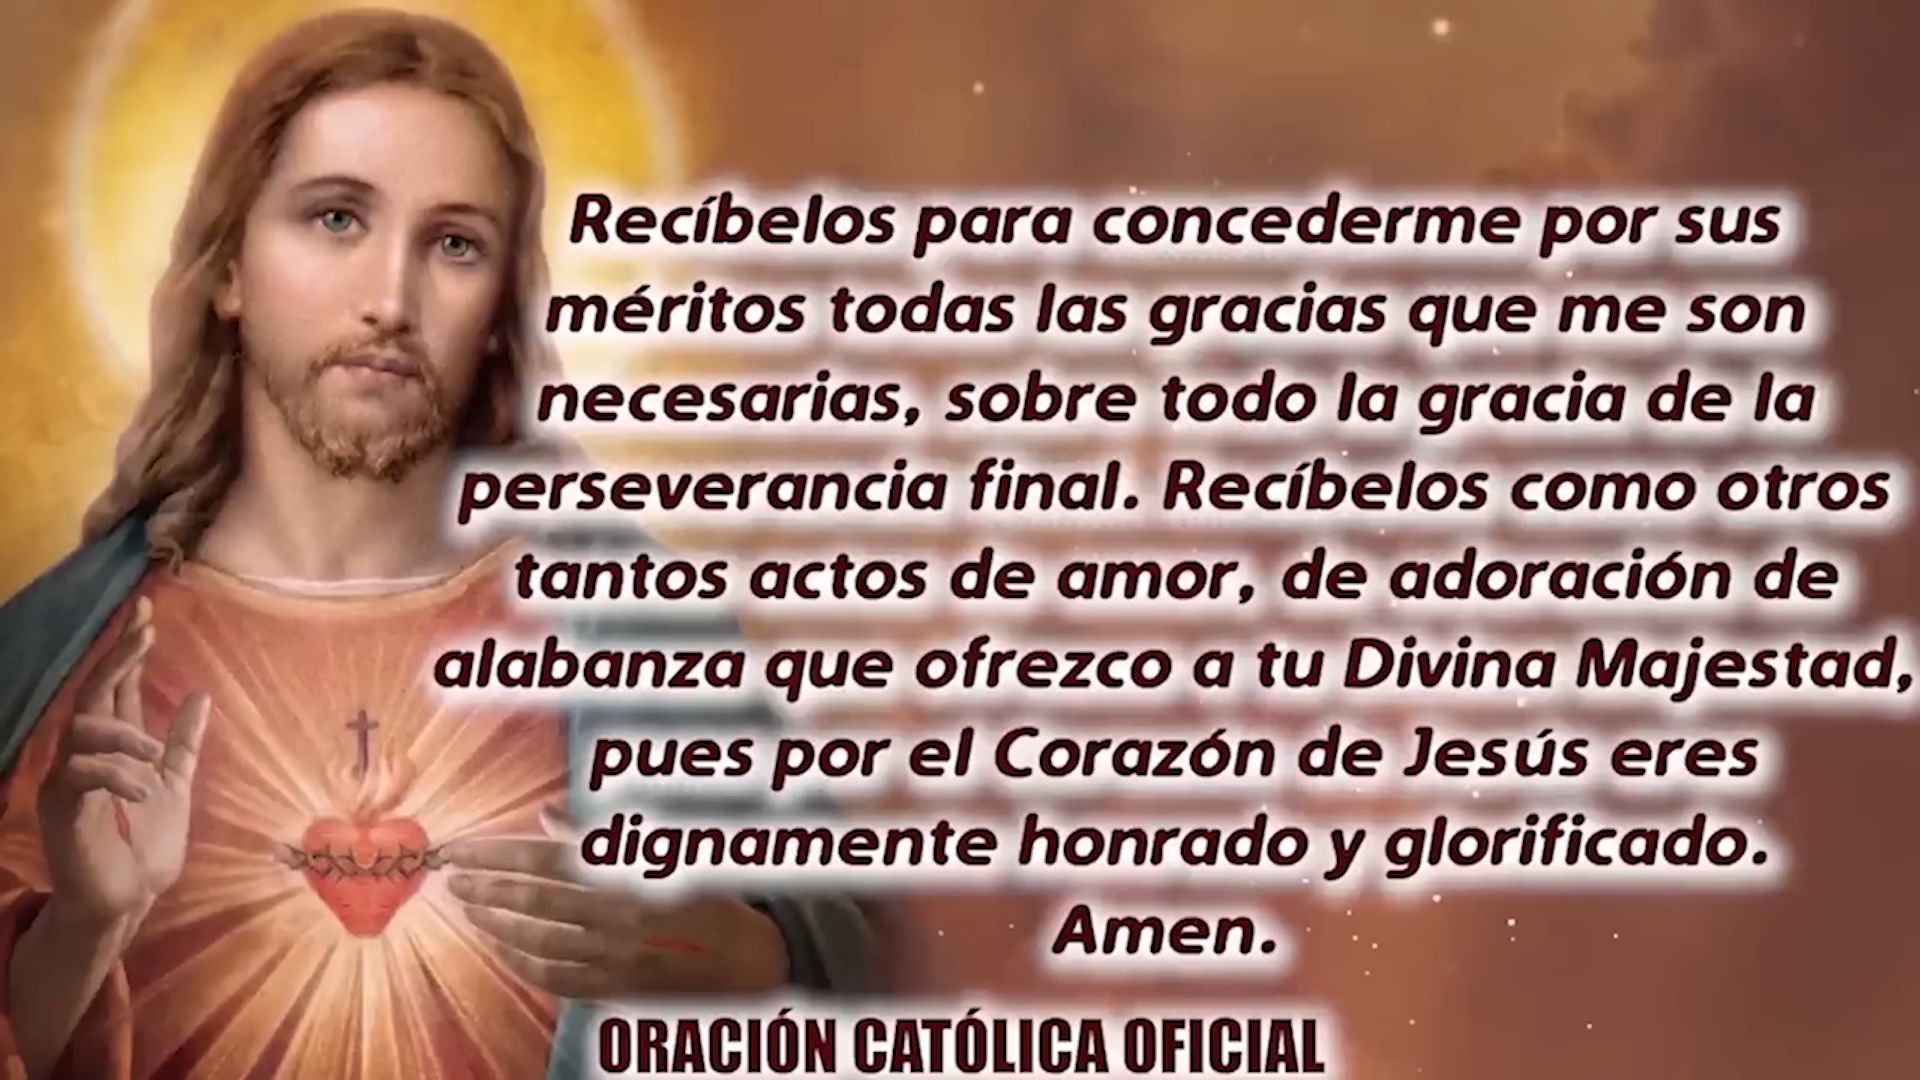 Recíbelos para concederme por sus
méritos todas las gracias que me son
necesarias, sobre todo la gracia de la
perseverancia final. Recíbelos como otros
tantos actos de amor, de adoración de
alabanza que ofrezco a tu Divina Majestad,
pues por el Corazón de Jesús eres
dignamente honrado y glorificado.
Amen.
ORACIÓN CATÓLICA OFICIAL